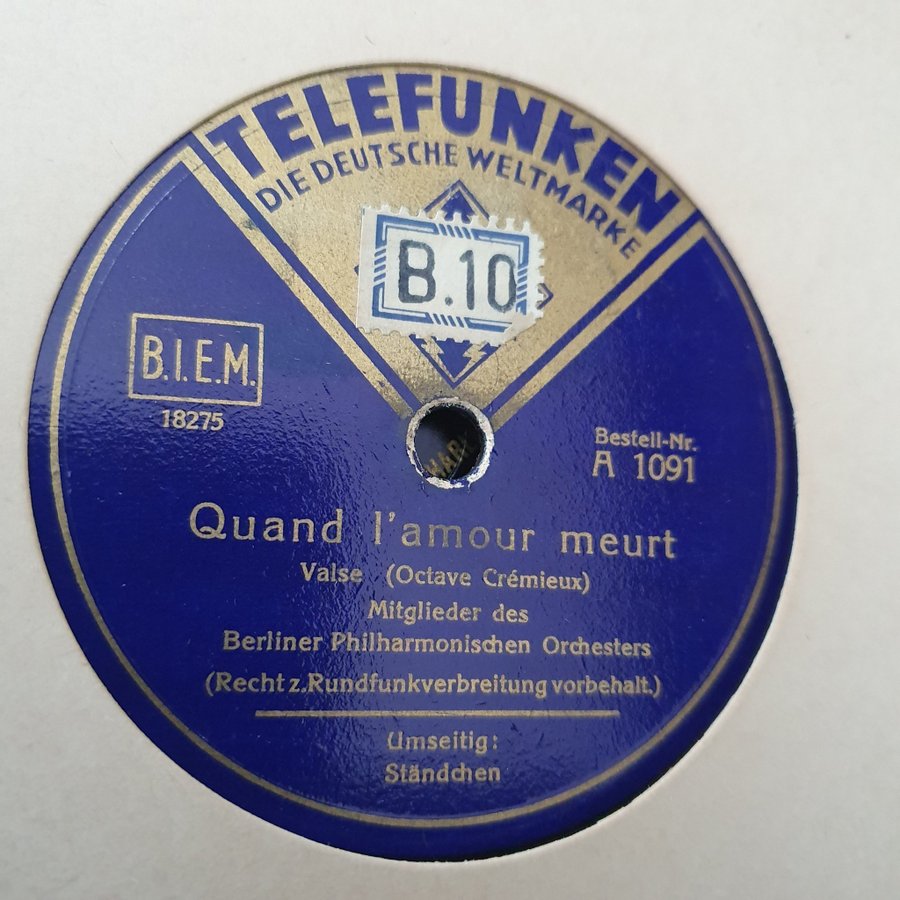 TELEFUNKEN
DIE DEUTSCHE WELTMARKE
B.10
B.I.E.M.
18275
Bestell-Nr.
A 1091
Quand l'amour meurt
Valse (Octave Crémieux)
Mitglieder des
Berliner Philharmonischen Orchesters
(Recht z. Rundfunkverbreitung vorbehalt.)
Umseitig:
Ständchen